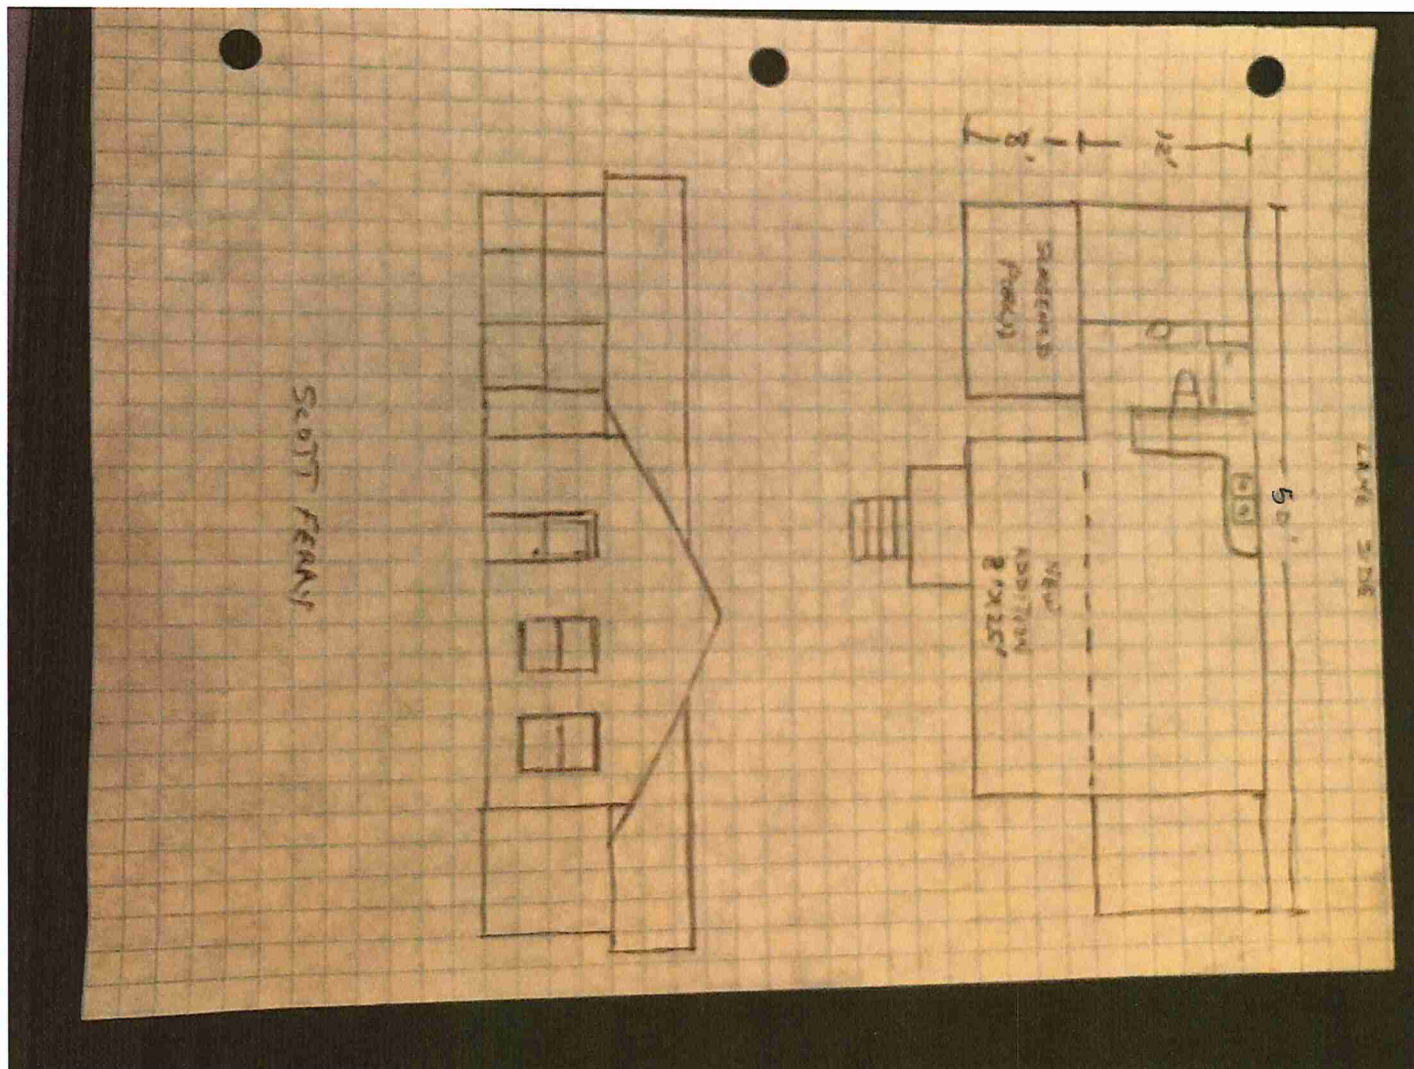 LAKE SIDE
50'
12'
8'
SCREENED
PORCH
NEW
ADDITION
8'X25'
SCOTT FERRY